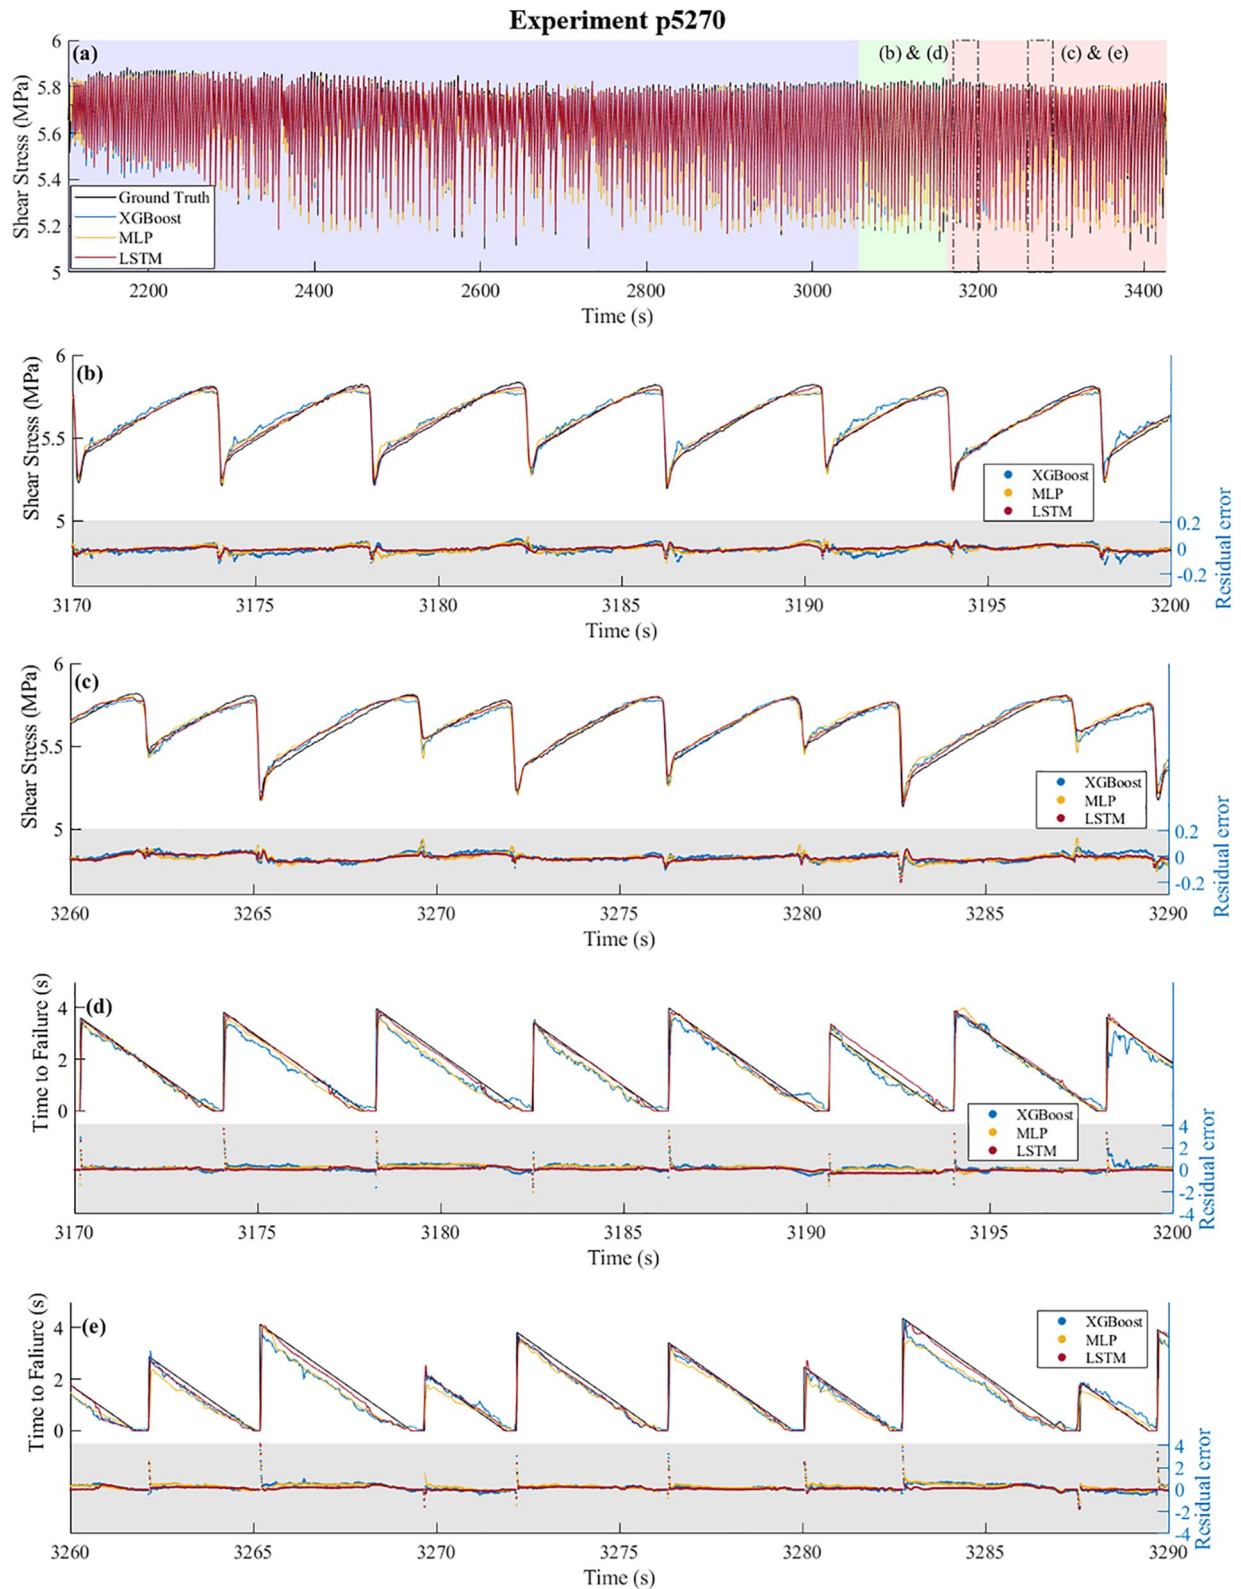 Experiment p5270
(a)
(b) & (d)
(c) & (e)
Shear Stress (MPa)
6
5.8
5.6
5.4
5.2
5
Ground Truth
XGBoost
MLP
LSTM
2200 2400 2600 2800 3000 3200 3400
Time (s)
(b)
Shear Stress (MPa)
6
5.5
5
XGBoost
MLP
LSTM
0.2
0
-0.2
Residual error
3170 3175 3180 3185 3190 3195 3200
Time (s)
(c)
Shear Stress (MPa)
6
5.5
5
XGBoost
MLP
LSTM
0.2
0
-0.2
Residual error
3260 3265 3270 3275 3280 3285 3290
Time (s)
(d)
Time to Failure (s)
4
2
0
XGBoost
MLP
LSTM
4
2
0
-2
-4
Residual error
3170 3175 3180 3185 3190 3195 3200
Time (s)
(e)
Time to Faliure (s)
4
2
0
XGBoost
MLP
LSTM
4
2
0
-2
-4
Residual error
3260 3265 3270 3275 3280 3285 3290
Time (s)